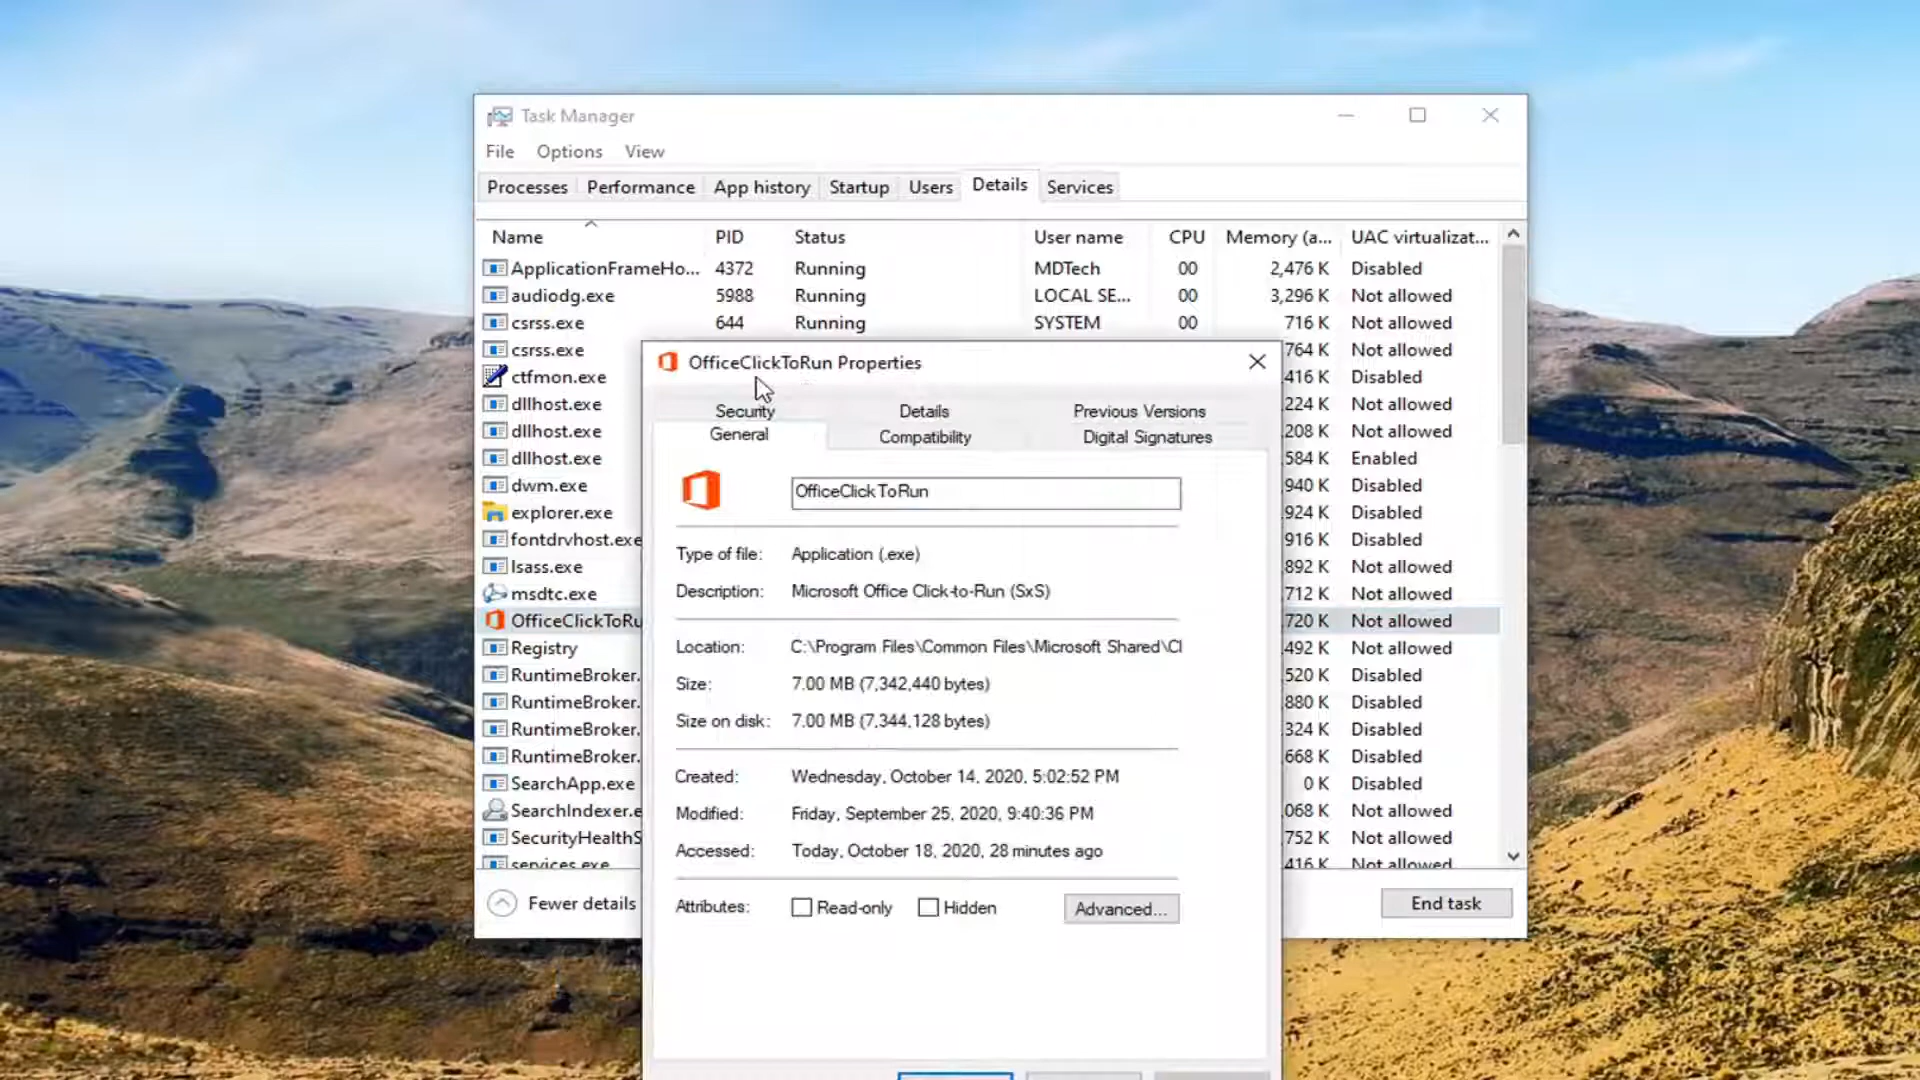 Task Manager
File Options View
Processes Performance App history Startup Users Details Services
Name PID Status User name CPU Memory (a... UAC virtualizat...
ApplicationFrameHo... 4372 Running MDTech 00 2,476 K Disabled
audiodg.exe 5988 Running LOCAL SE... 00 3,296 K Not allowed
csrss.exe 644 Running SYSTEM 00 716 K Not allowed
csrss.exe 764 K Not allowed
ctfmon.exe 416 K Disabled
dllhost.exe 224 K Not allowed
dllhost.exe 208 K Not allowed
dllhost.exe 584 K Enabled
dwm.exe 940 K Disabled
explorer.exe 924 K Disabled
fontdrvhost.exe 916 K Disabled
lsass.exe 892 K Not allowed
msdtc.exe 712 K Not allowed
OfficeClickToRu 720 K Not allowed
Registry 492 K Not allowed
RuntimeBroker. 520 K Disabled
RuntimeBroker. 880 K Disabled
RuntimeBroker. 324 K Disabled
RuntimeBroker. 668 K Disabled
SearchApp.exe 0 K Disabled
SearchIndexer.e 068 K Not allowed
SecurityHealthS 752 K Not allowed
services.exe 416 K Not allowed
Fewer details End task
OfficeClickToRun Properties
Security Details Previous Versions
General Compatibility Digital Signatures
OfficeClickToRun
Type of file: Application (.exe)
Description: Microsoft Office Click-to-Run (SxS)
Location: C:\Program Files\Common Files\Microsoft Shared\Cl
Size: 7.00 MB (7,342,440 bytes)
Size on disk: 7.00 MB (7,344,128 bytes)
Created: Wednesday, October 14, 2020, 5:02:52 PM
Modified: Friday, September 25, 2020, 9:40:36 PM
Accessed: Today, October 18, 2020, 28 minutes ago
Attributes: Read-only Hidden Advanced...